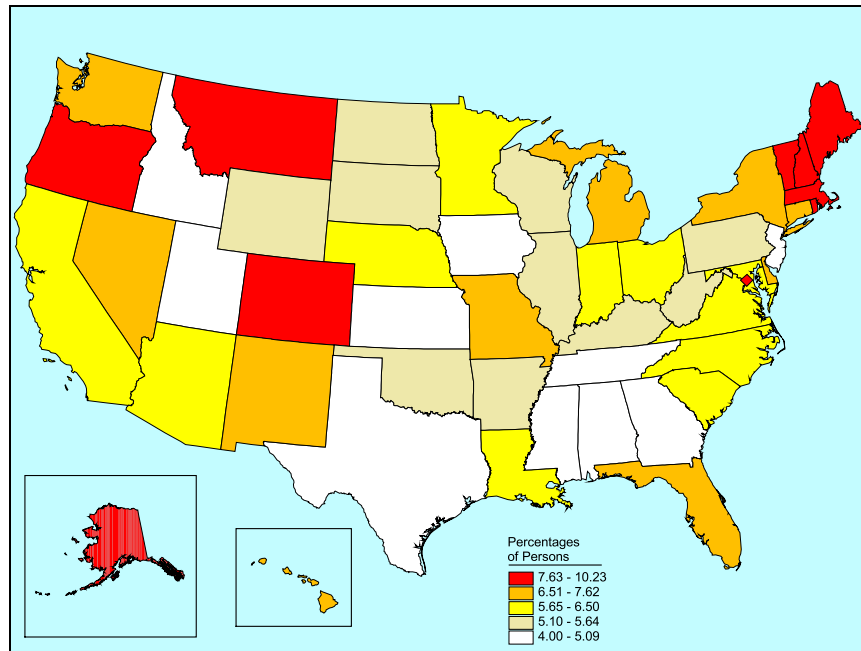 Percentages
of Persons
7.63 - 10.23
6.51 - 7.62
5.65 - 6.50
5.10 - 5.64
4.00 - 5.09